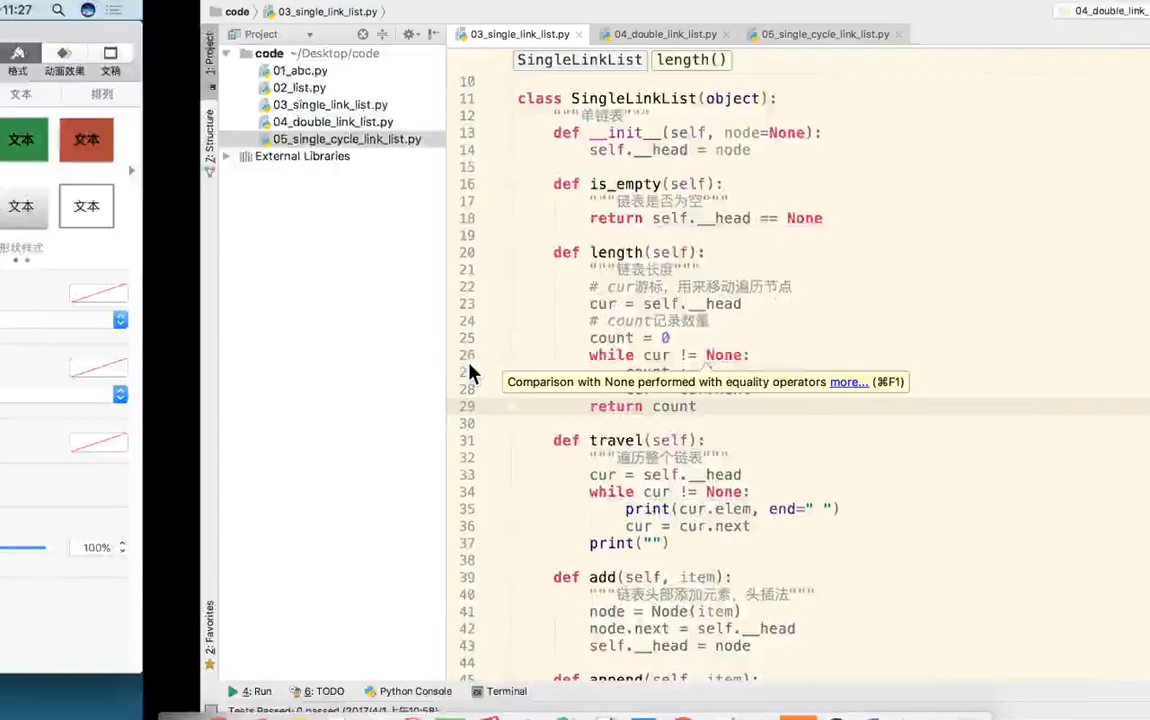 11:27
格式
动画效果
文稿
文本
排列
文本
文本
文本
文本
形状样式
100%
code
03_single_link_list.py
04_double_link_
1: Project
Z: Structure
2: Favorites
Project
code ~/Desktop/code
01_abc.py
02_list.py
03_single_link_list.py
04_double_link_list.py
05_single_cycle_link_list.py
External Libraries
03_single_link_list.py
04_double_link_list.py
05_single_cycle_link_list.py
SingleLinkList
length()
10
11 class SingleLinkList(object):
12 """单链表"""
13 def __init__(self, node=None):
14 self.__head = node
15
16 def is_empty(self):
17 """链表是否为空"""
18 return self.__head == None
19
20 def length(self):
21 """链表长度"""
22 # cur游标，用来移动遍历节点
23 cur = self.__head
24 # count记录数量
25 count = 0
26 while cur != None:
Comparison with None performed with equality operators more... (⌘F1)
28
29 return count
30
31 def travel(self):
32 """遍历整个链表"""
33 cur = self.__head
34 while cur != None:
35 print(cur.elem, end=" ")
36 cur = cur.next
37 print("")
38
39 def add(self, item):
40 """链表头部添加元素，头插法"""
41 node = Node(item)
42 node.next = self.__head
43 self.__head = node
44
45 def append(self, item):
4: Run
6: TODO
Python Console
Terminal
Tests Passed: 0 passed (2017/4/1 上午10:58)